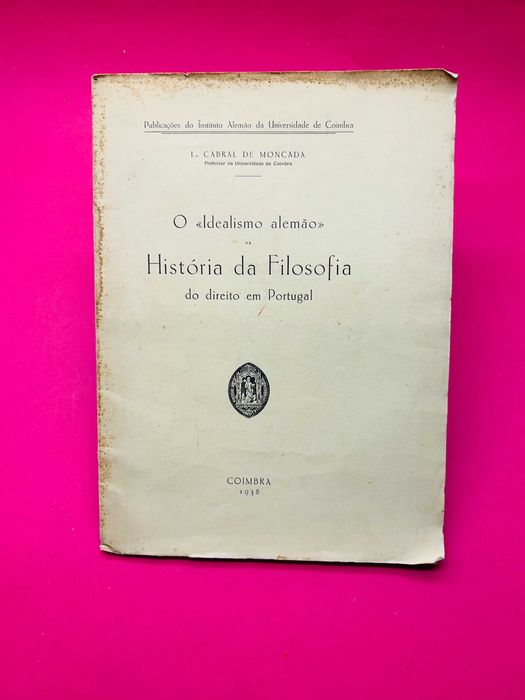 Publicações do Instituto Alemão da Universidade de Coimbra
L. CABRAL DE MONCADA
Professor da Universidade de Coimbra
O «Idealismo alemão»
NA
História da Filosofia
do direito em Portugal
COIMBRA
1938